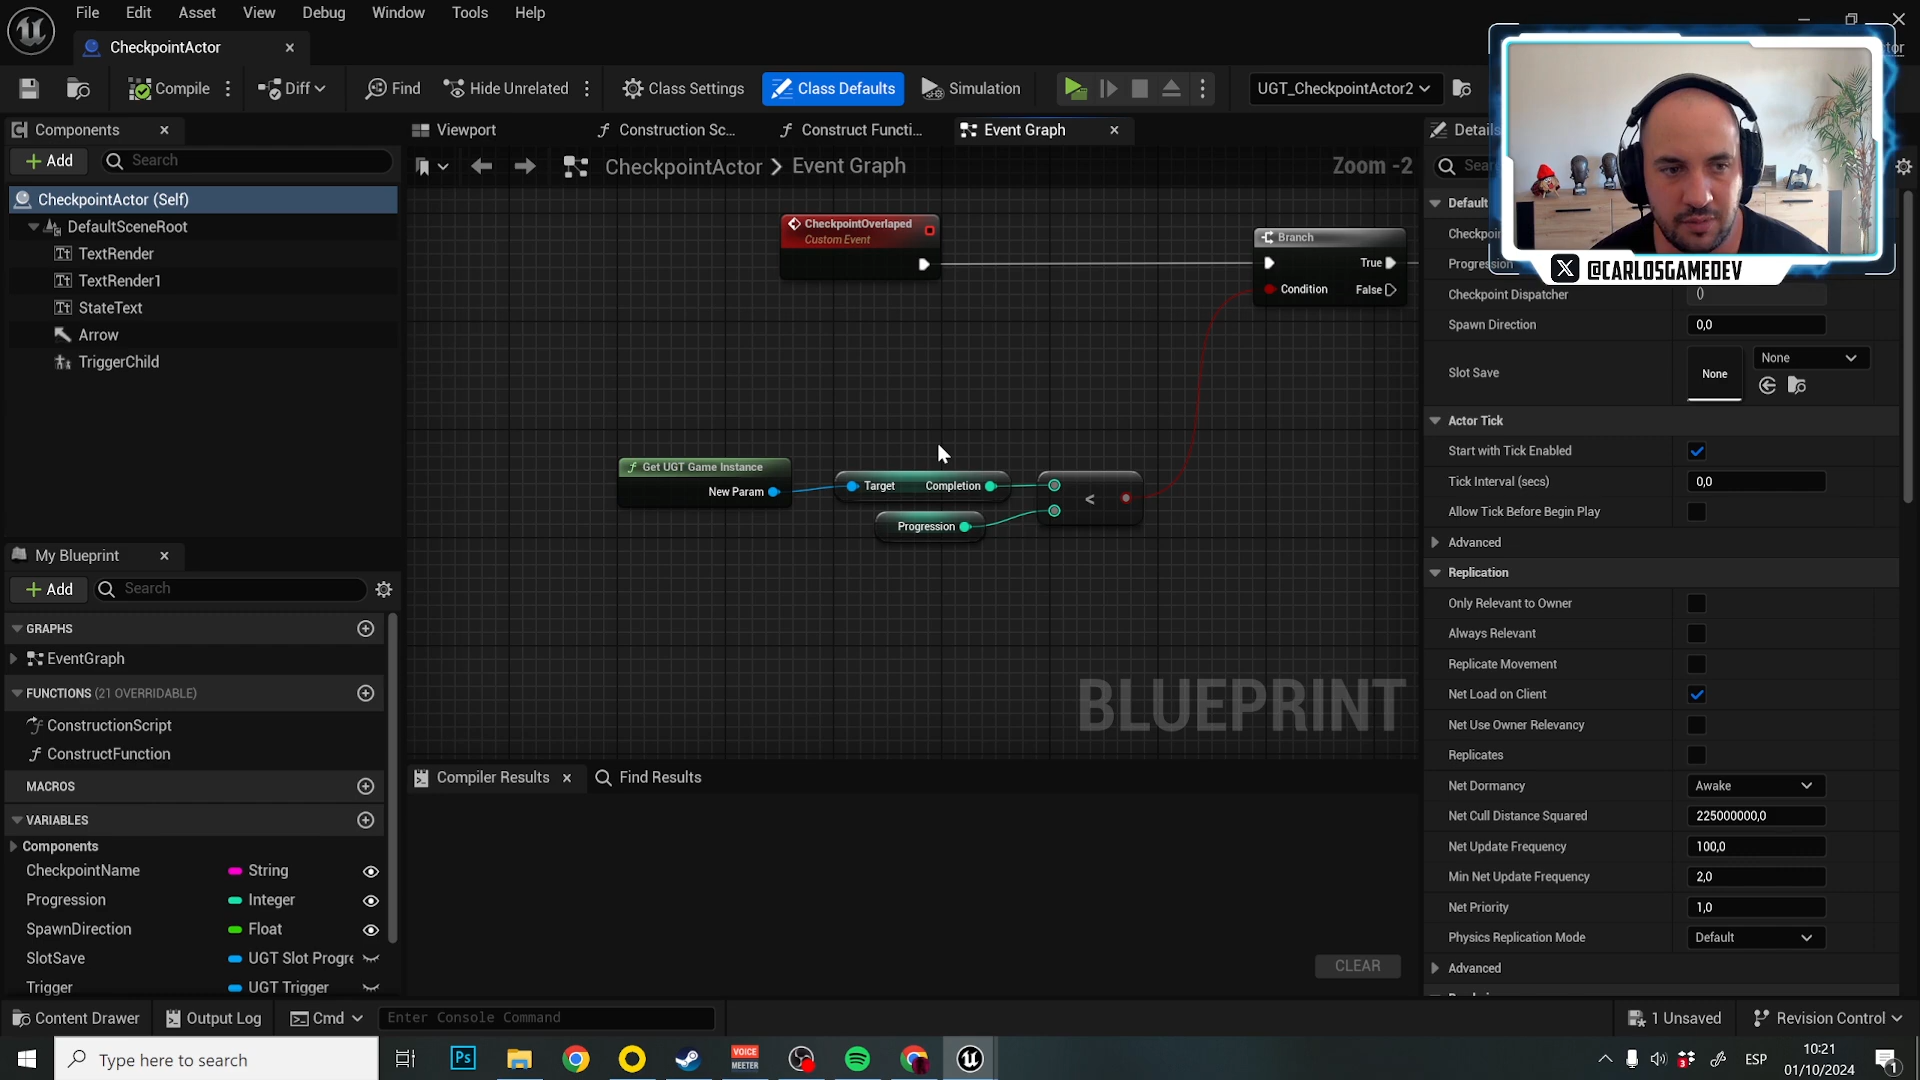 File Edit Asset View Debug Window Tools Help
CheckpointActor
Compile Diff Find Hide Unrelated Class Settings Class Defaults Simulation UGT_CheckpointActor2
Components
Add Search
CheckpointActor (Self)
DefaultSceneRoot
TextRender
TextRender1
StateText
Arrow
TriggerChild
My Blueprint
Add Search
GRAPHS
EventGraph
FUNCTIONS (21 OVERRIDABLE)
ConstructionScript
ConstructFunction
MACROS
VARIABLES
Components
CheckpointName String
Progression Integer
SpawnDirection Float
SlotSave UGT Slot Progre
Trigger UGT Trigger
Viewport Construction Sc... Construct Functi... Event Graph
CheckpointActor > Event Graph Zoom -2
CheckpointOverlaped
Custom Event
Branch
True
Condition False
Get UGT Game Instance
New Param
Target Completion
Progression
<
BLUEPRINT
Compiler Results Find Results
CLEAR
Details
Default
Progression
Checkpoint Dispatcher ()
Spawn Direction 0,0
Slot Save None None
Actor Tick
Start with Tick Enabled
Tick Interval (secs) 0,0
Allow Tick Before Begin Play
Advanced
Replication
Only Relevant to Owner
Always Relevant
Replicate Movement
Net Load on Client
Net Use Owner Relevancy
Replicates
Net Dormancy Awake
Net Cull Distance Squared 225000000,0
Net Update Frequency 100,0
Min Net Update Frequency 2,0
Net Priority 1,0
Physics Replication Mode Default
Advanced
X @CARLOSGAMEDEV
Content Drawer Output Log Cmd Enter Console Command 1 Unsaved Revision Control
Type here to search
Ps
VOICE
MEETER
ESP
10:21
01/10/2024
1